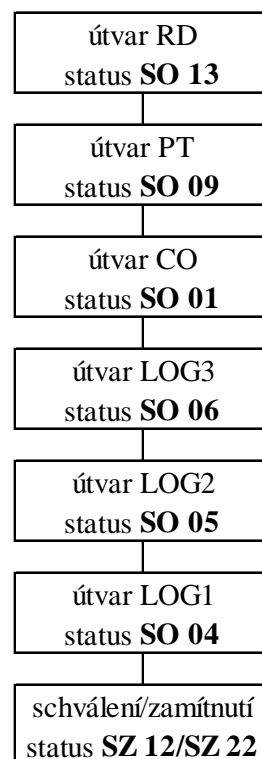 útvar RD
status SO 13
útvar PT
status SO 09
útvar CO
status SO 01
útvar LOG3
status SO 06
útvar LOG2
status SO 05
útvar LOG1
status SO 04
schválení/zamítnutí
status SZ 12/SZ 22